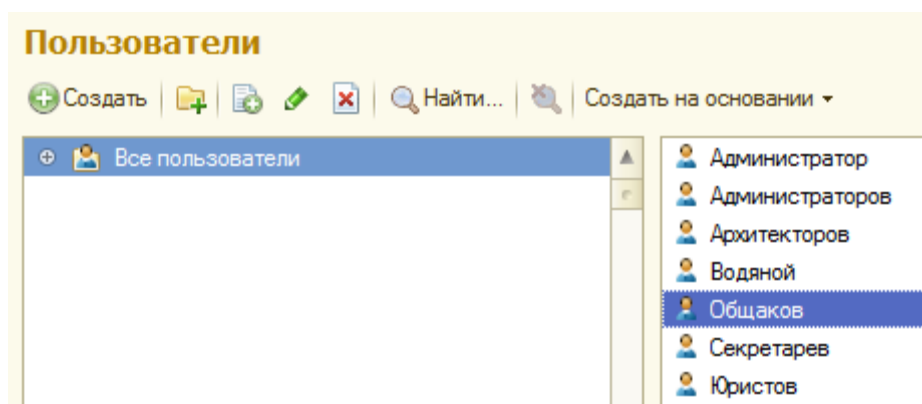 Пользователи
Создать Найти... Создать на основании
Все пользователи
Администратор
Администраторов
Архитекторов
Водяной
Общаков
Секретарев
Юристов